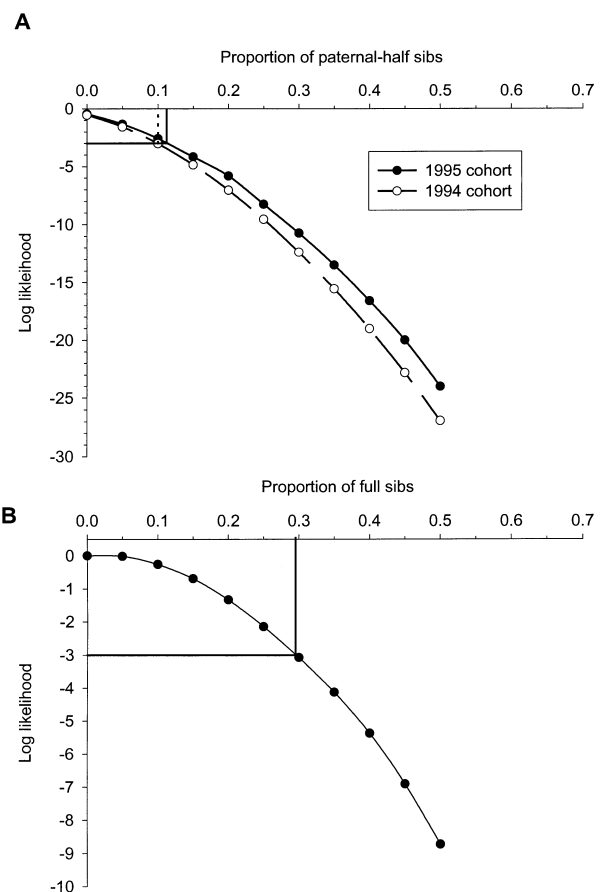 A
Proportion of paternal-half sibs
0.0 0.1 0.2 0.3 0.4 0.5 0.6 0.7
0
-5
-10
-15
-20
-25
-30
Log likleihood
1995 cohort
1994 cohort
B
Proportion of full sibs
0.0 0.1 0.2 0.3 0.4 0.5 0.6 0.7
0
-1
-2
-3
-4
-5
-6
-7
-8
-9
-10
Log likelihood